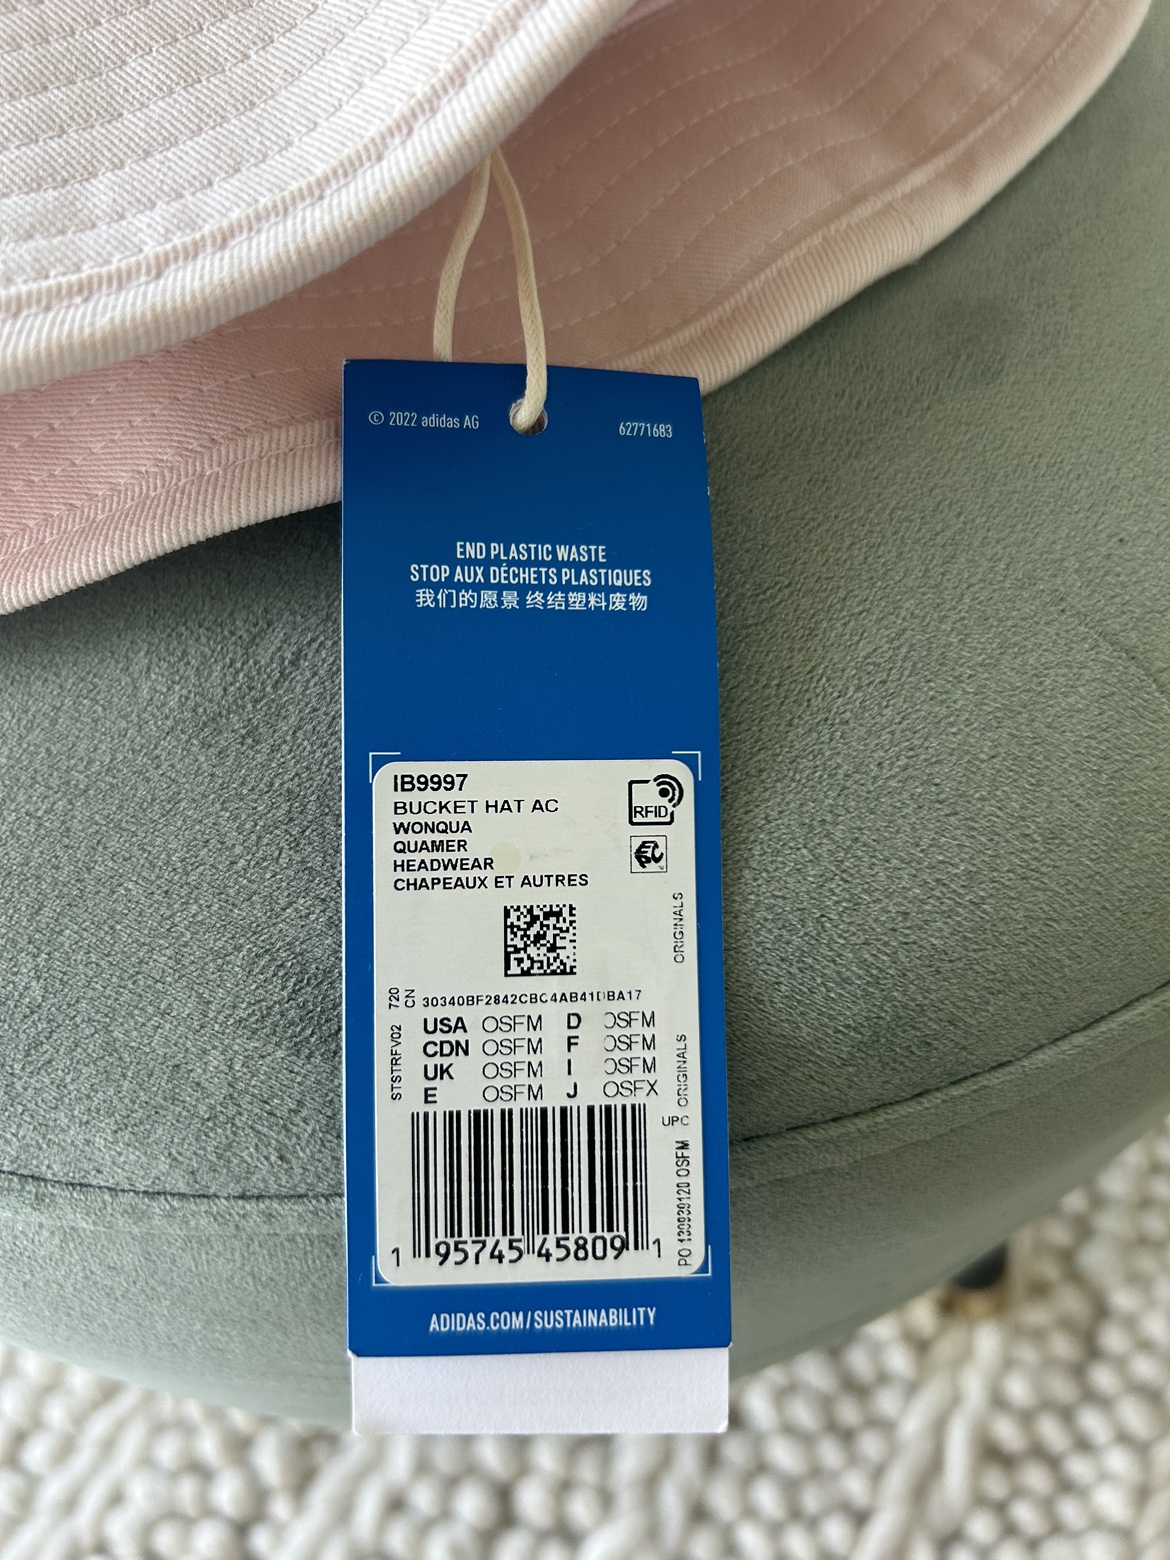 © 2022 adidas AG
62771683
END PLASTIC WASTE
STOP AUX DÉCHETS PLASTIQUES
我们的愿景 终结塑料废物
IB9997
BUCKET HAT AC
WONQUA
QUAMER
HEADWEAR
CHAPEAUX ET AUTRES
RFID
EPC
ORIGINALS
720
CN
STSTRFV02
USA OSFM D OSFM
CDN OSFM F OSFM
UK OSFM I OSFM
E OSFM J OSFX
ORIGINALS
UPC
PO OSFM
1 95745 45809 1
ADIDAS.COM/SUSTAINABILITY